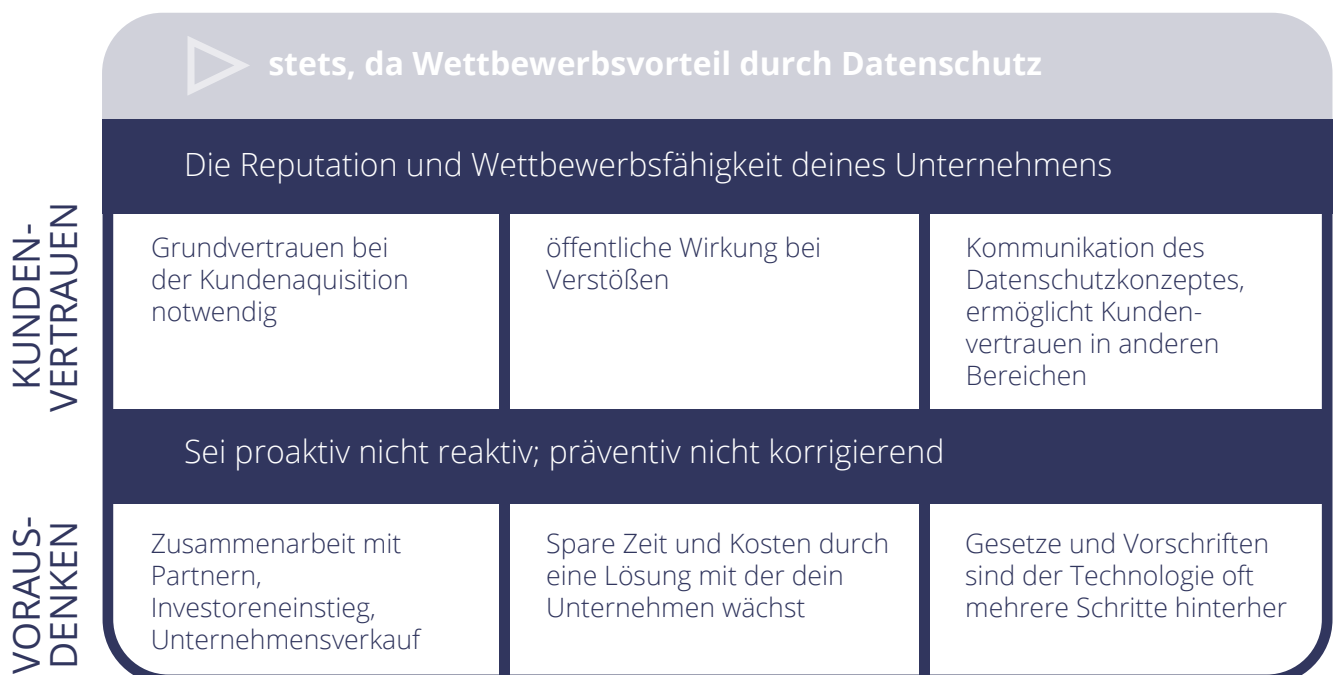 stets, da Wettbewerbsvorteil durch Datenschutz
Die Reputation und Wettbewerbsfähigkeit deines Unternehmens
KUNDEN-
VERTRAUEN
Grundvertrauen bei
der Kundenaquisition
notwendig
öffentliche Wirkung bei
Verstößen
Kommunikation des
Datenschutzkonzeptes,
ermöglicht Kunden-
vertrauen in anderen
Bereichen
Sei proaktiv nicht reaktiv; präventiv nicht korrigierend
VORAUS-
DENKEN
Zusammenarbeit mit
Partnern,
Investoreneinstieg,
Unternehmensverkauf
Spare Zeit und Kosten durch
eine Lösung mit der dein
Unternehmen wächst
Gesetze und Vorschriften
sind der Technologie oft
mehrere Schritte hinterher